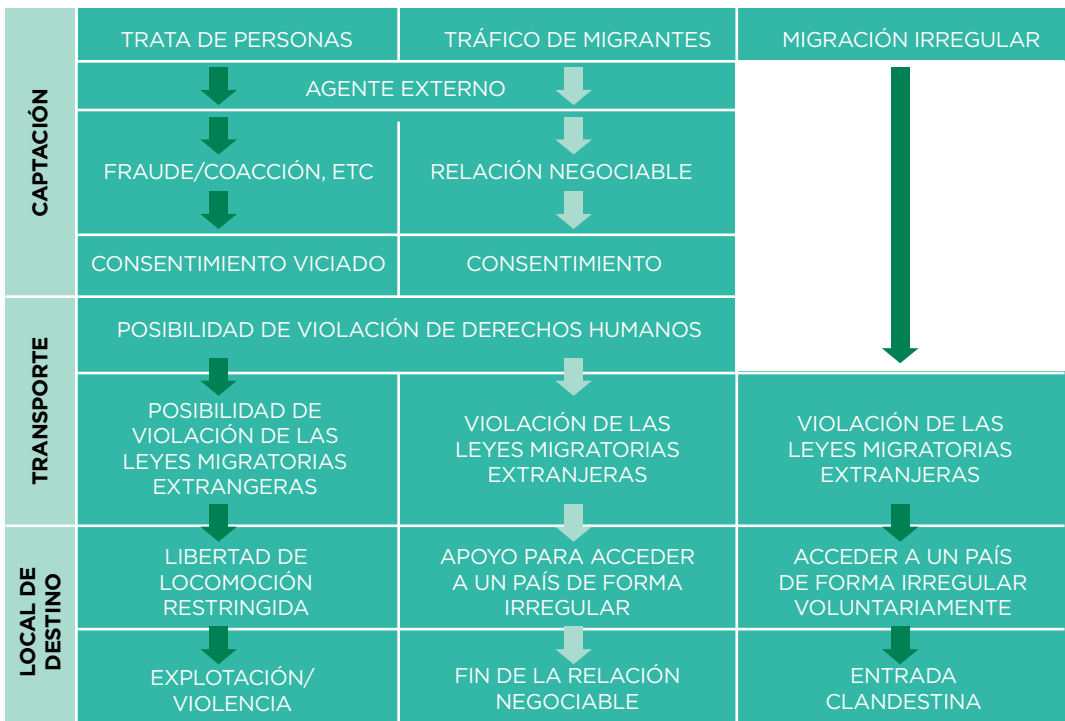 TRATA DE PERSONAS
TRÁFICO DE MIGRANTES
MIGRACIÓN IRREGULAR
CAPTACIÓN
AGENTE EXTERNO
FRAUDE/COACCIÓN, ETC
RELACIÓN NEGOCIABLE
CONSENTIMIENTO VICIADO
CONSENTIMIENTO
TRANSPORTE
POSIBILIDAD DE VIOLACIÓN DE DERECHOS HUMANOS
POSIBILIDAD DE
VIOLACIÓN DE LAS
LEYES MIGRATORIAS
EXTRANGERAS
VIOLACIÓN DE LAS
LEYES MIGRATORIAS
EXTRANJERAS
VIOLACIÓN DE LAS
LEYES MIGRATORIAS
EXTRANJERAS
LOCAL DE
DESTINO
LIBERTAD DE
LOCOMOCIÓN
RESTRINGIDA
APOYO PARA ACCEDER
A UN PAÍS DE FORMA
IRREGULAR
ACCEDER A UN PAÍS
DE FORMA IRREGULAR
VOLUNTARIAMENTE
EXPLOTACIÓN/
VIOLENCIA
FIN DE LA RELACIÓN
NEGOCIABLE
ENTRADA
CLANDESTINA